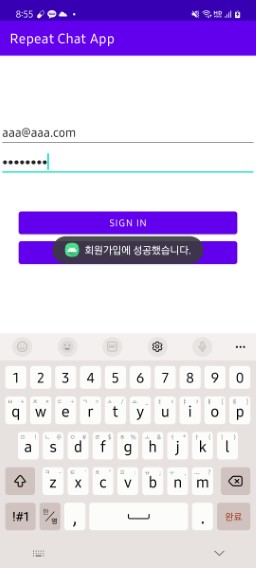 8:55
Repeat Chat App
aaa@aaa.com
••••••••
SIGN IN
회원가입에 성공했습니다.
1 2 3 4 5 6 7 8 9 0
q w e r t y u i o p
a s d f g h j k l
z x c v b n m
!#1 한/영 , . 완료